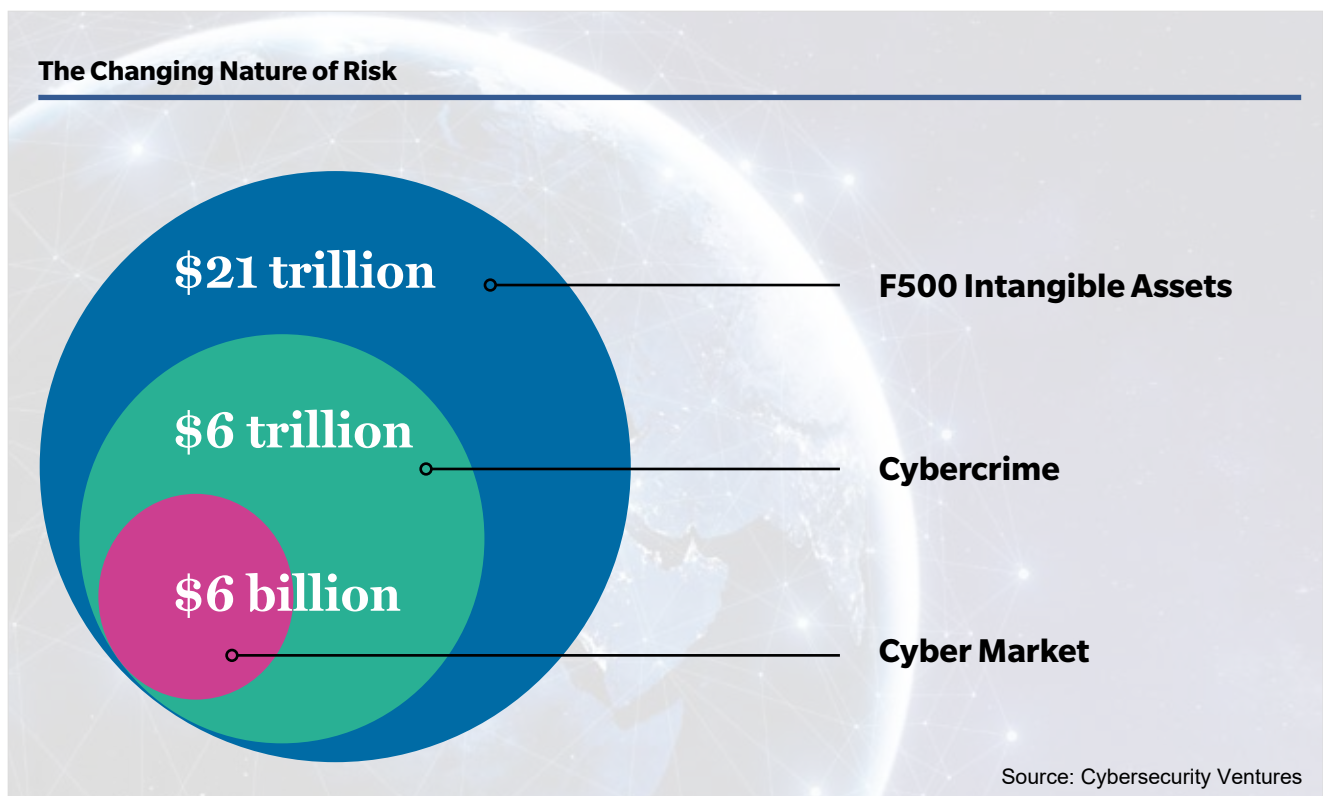 The Changing Nature of Risk
$21 trillion
F500 Intangible Assets
$6 trillion
Cybercrime
$6 billion
Cyber Market
Source: Cybersecurity Ventures